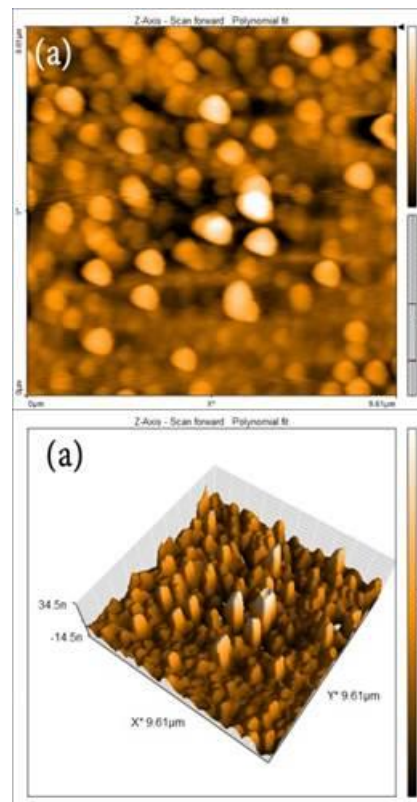 Z-Axis - Scan forward Polynomial fit
(a)
9.61µm
Y*
0µm
0µm
X*
9.61µm
Z-Axis - Scan forward Polynomial fit
(a)
34.5n
-14.5n
X* 9.61µm
Y* 9.61µm